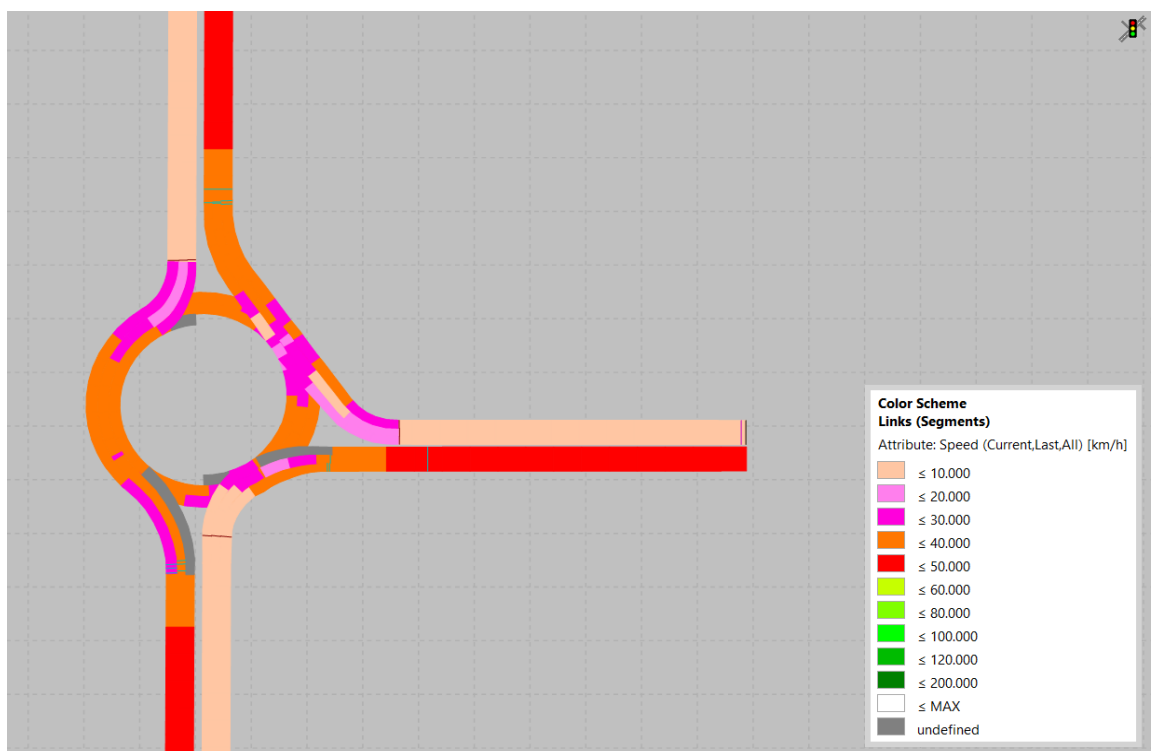 Color Scheme
Links (Segments)
Attribute: Speed (Current,Last,All) [km/h]
≤ 10.000
≤ 20.000
≤ 30.000
≤ 40.000
≤ 50.000
≤ 60.000
≤ 80.000
≤ 100.000
≤ 120.000
≤ 200.000
≤ MAX
undefined